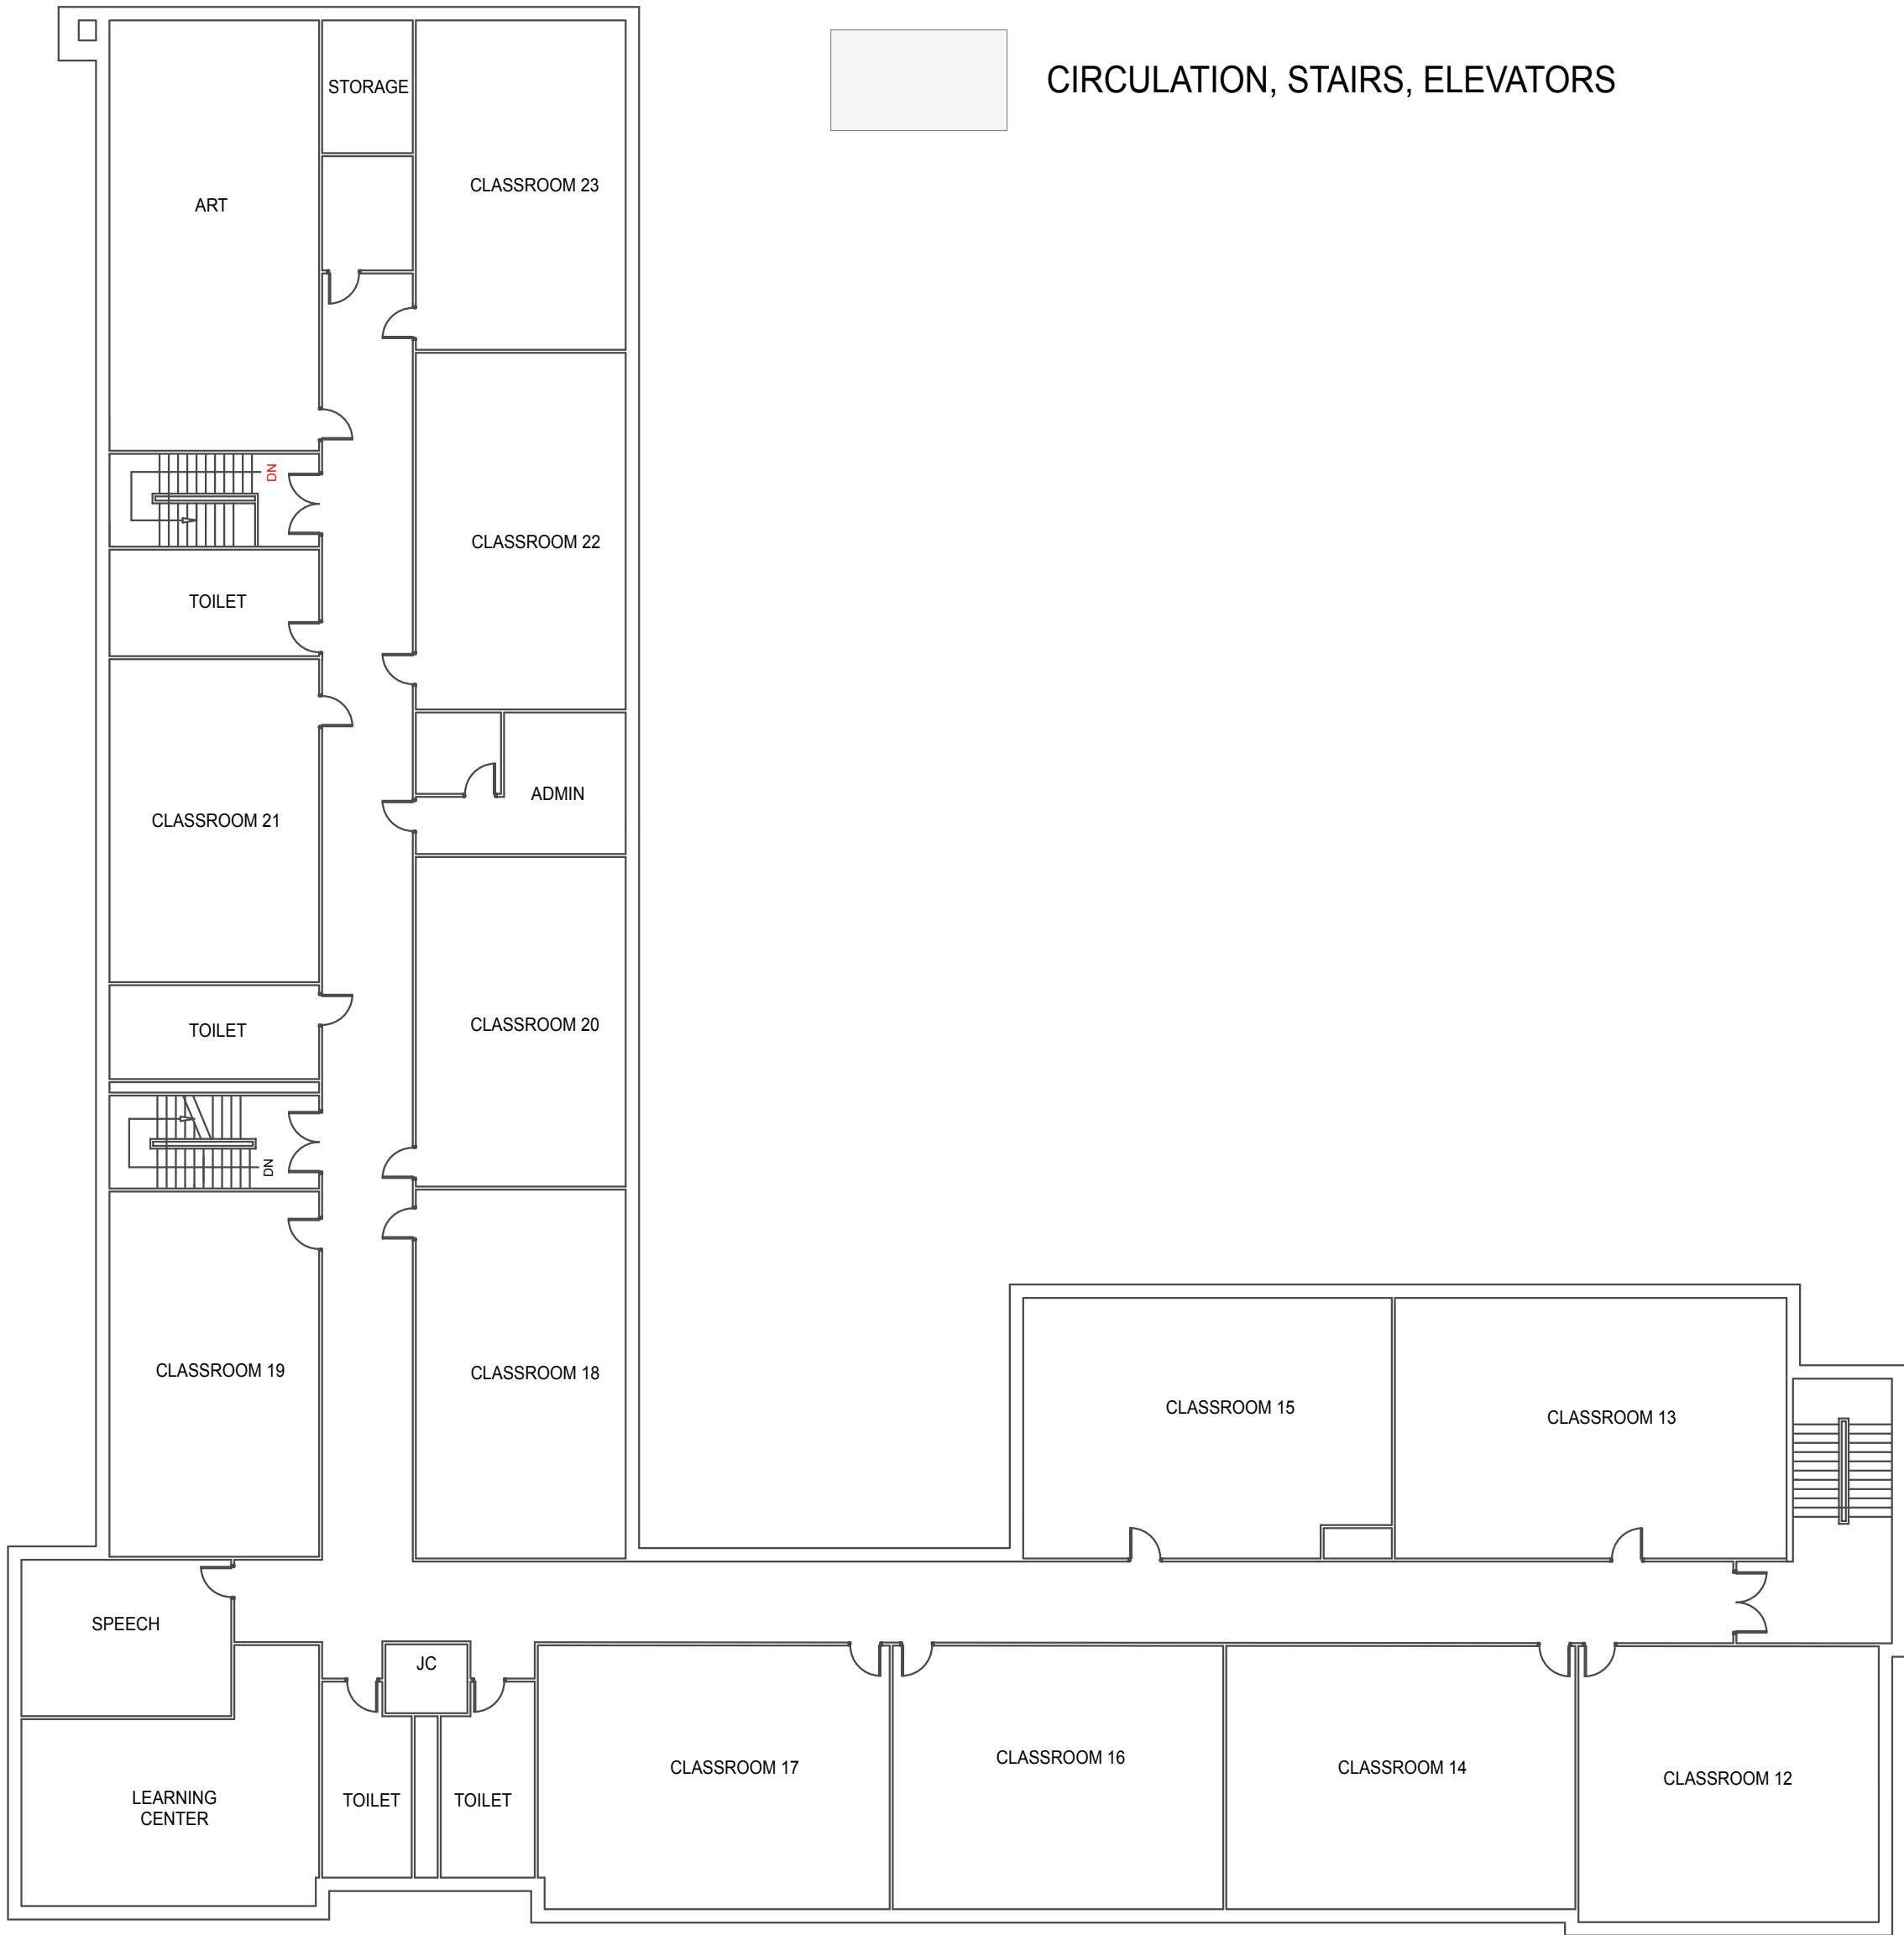 CIRCULATION, STAIRS, ELEVATORS
STORAGE
CLASSROOM 23
ART
DN
CLASSROOM 22
TOILET
ADMIN
CLASSROOM 21
CLASSROOM 20
TOILET
DN
CLASSROOM 19
CLASSROOM 18
CLASSROOM 15
CLASSROOM 13
SPEECH
JC
CLASSROOM 17
CLASSROOM 16
CLASSROOM 14
CLASSROOM 12
LEARNING
CENTER
TOILET
TOILET